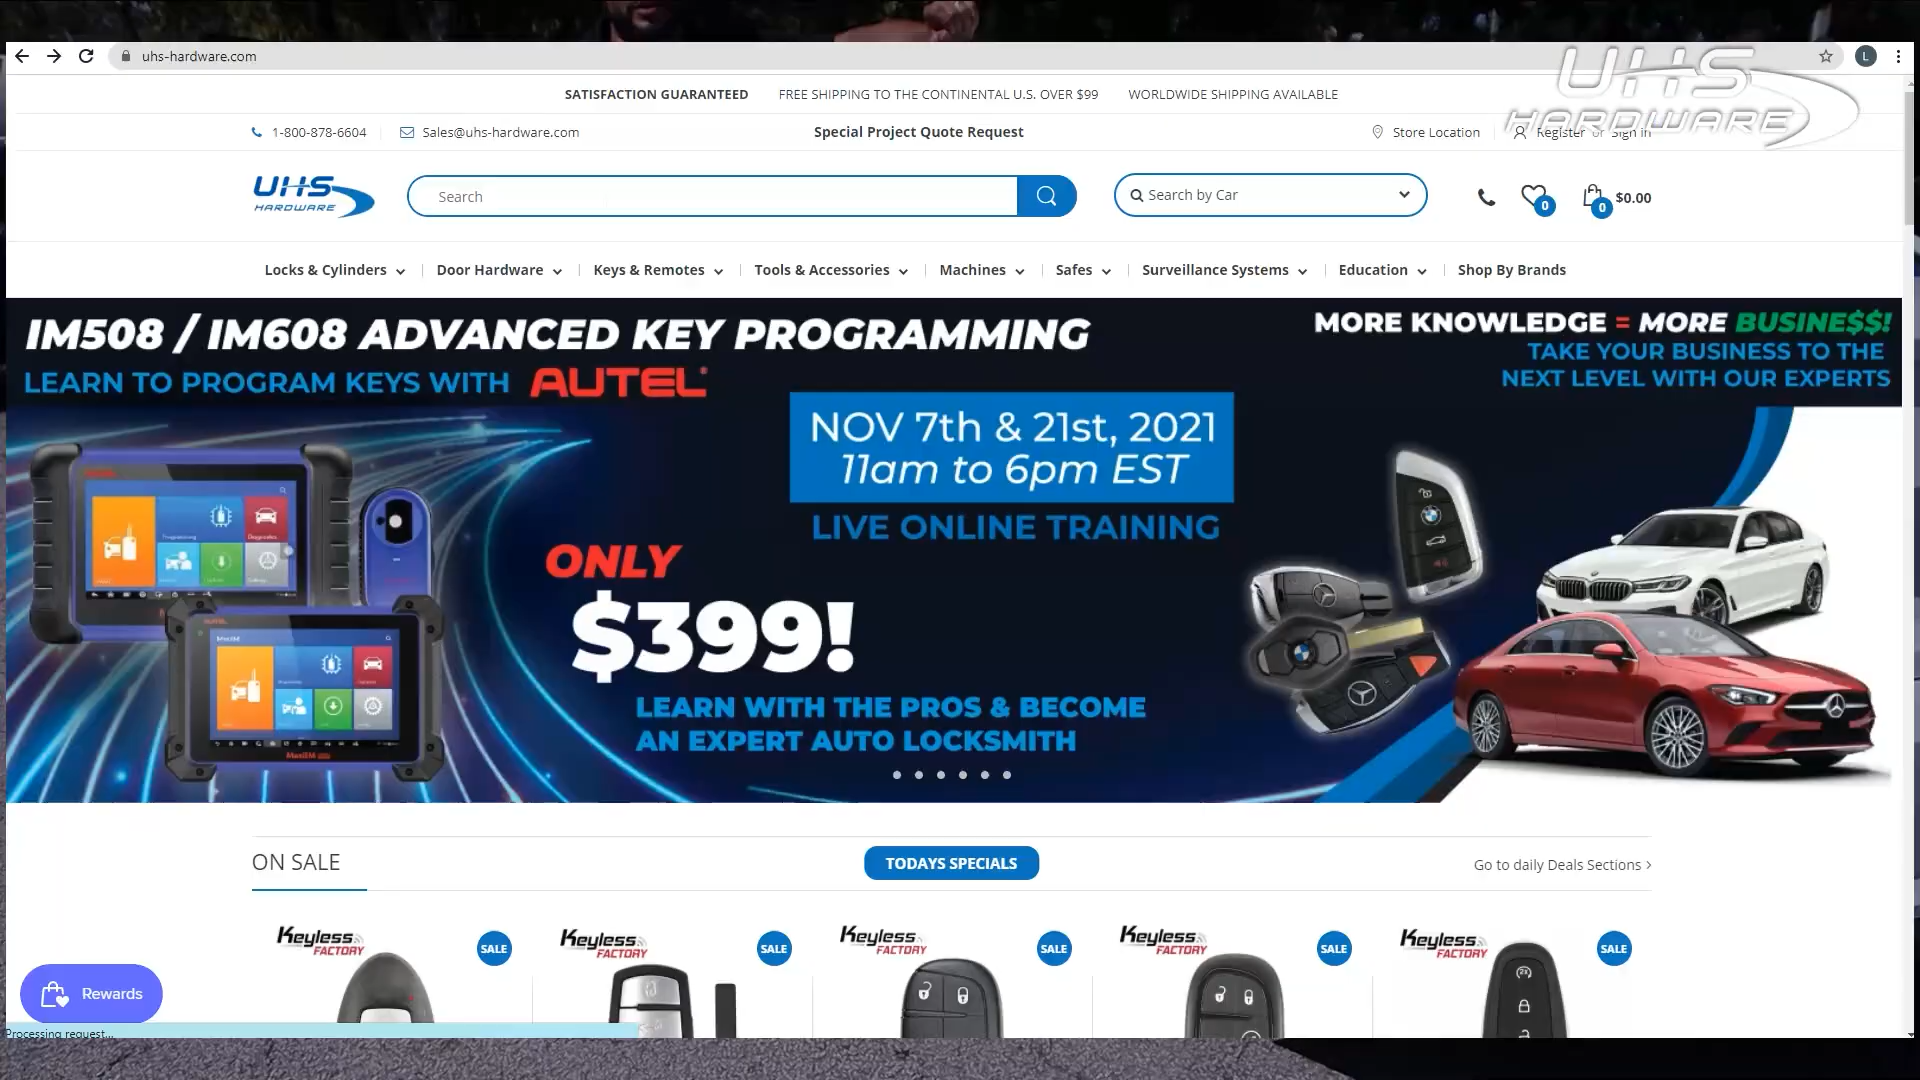 uhs-hardware.com
L
UHS
HARDWARE
SATISFACTION GUARANTEED
FREE SHIPPING TO THE CONTINENTAL U.S. OVER $99
WORLDWIDE SHIPPING AVAILABLE
1-800-878-6604
Sales@uhs-hardware.com
Special Project Quote Request
Store Location
Register or Sign in
UHS
HARDWARE
Search
Search by Car
0
0
$0.00
Locks & Cylinders
Door Hardware
Keys & Remotes
Tools & Accessories
Machines
Safes
Surveillance Systems
Education
Shop By Brands
IM508 / IM608 ADVANCED KEY PROGRAMMING
LEARN TO PROGRAM KEYS WITH AUTEL
MORE KNOWLEDGE = MORE BUSINE$$!
TAKE YOUR BUSINESS TO THE
NEXT LEVEL WITH OUR EXPERTS
NOV 7th & 21st, 2021
11am to 6pm EST
LIVE ONLINE TRAINING
ONLY
$399!
LEARN WITH THE PROS & BECOME
AN EXPERT AUTO LOCKSMITH
ON SALE
TODAYS SPECIALS
Go to daily Deals Sections
Keyless
FACTORY
SALE
Keyless
FACTORY
SALE
Keyless
FACTORY
SALE
Keyless
FACTORY
SALE
Keyless
FACTORY
SALE
Rewards
Processing request...